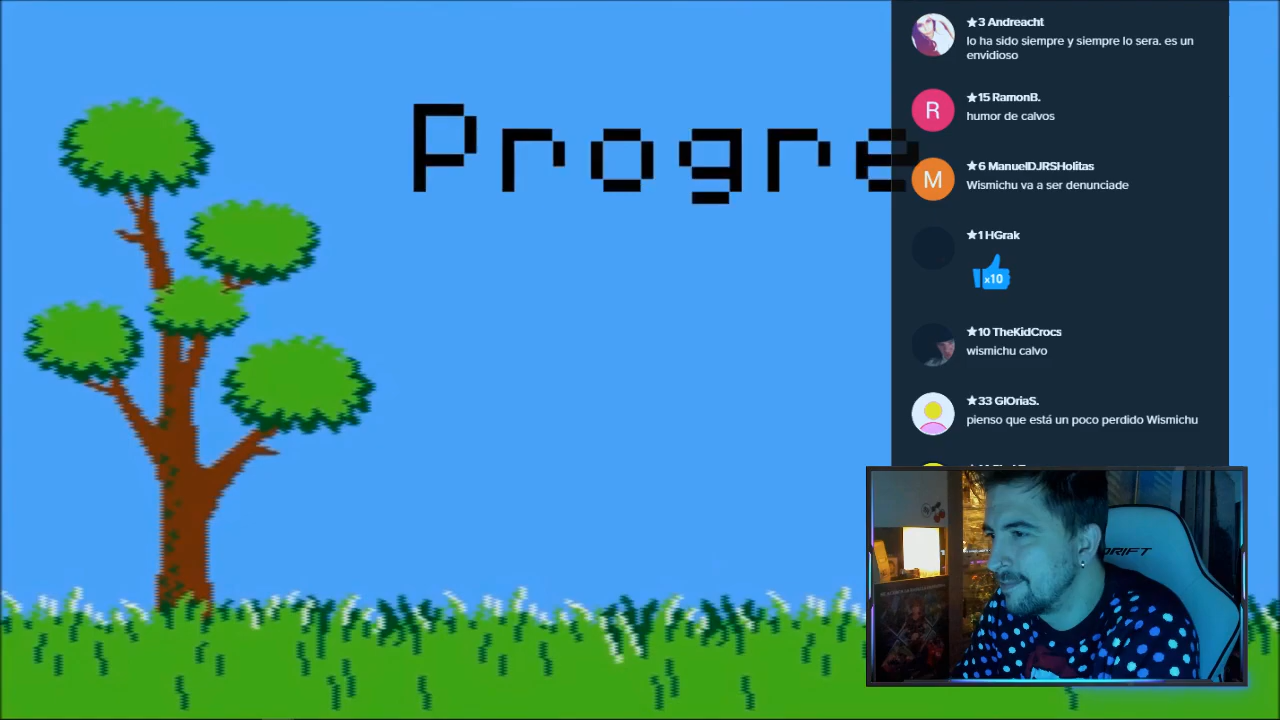 ★3 Andreacht
lo ha sido siempre y siempre lo sera. es un
envidioso
Progre
★15 RamonB.
R
humor de calvos
★6 ManuelDJRSHolitas
M
Wismichu va a ser denunciade
★1 HGrak
x10
★10 TheKidCrocs
wismichu calvo
★33 GlOriaS.
pienso que está un poco perdido Wismichu
DRIFT